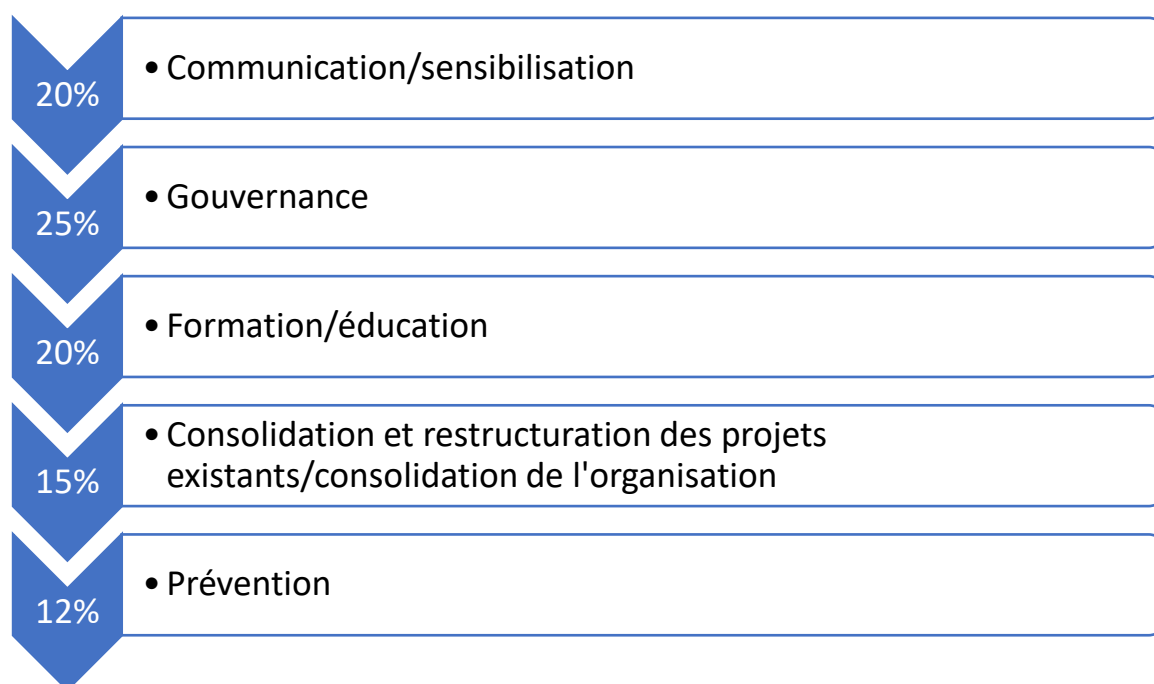 20%
• Communication/sensibilisation
25%
• Gouvernance
20%
• Formation/éducation
15%
• Consolidation et restructuration des projets
existants/consolidation de l'organisation
12%
• Prévention